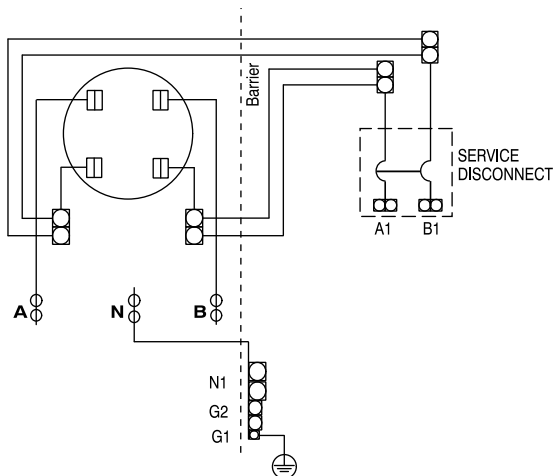 Barrier
SERVICE
DISCONNECT
A1 B1
A N B
N1
G2
G1